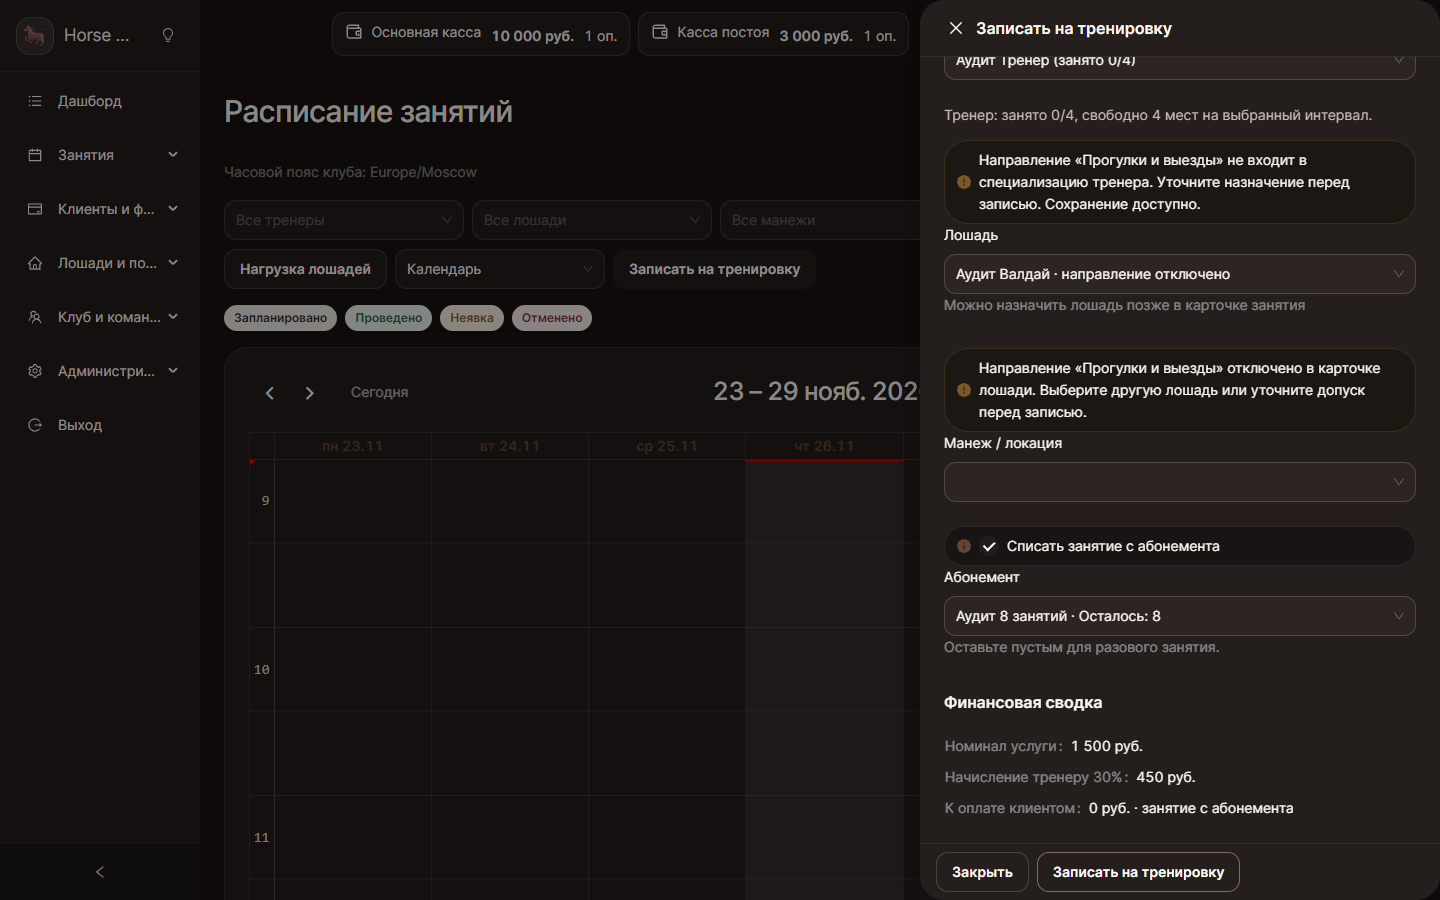 Horse ...
Дашборд
Занятия
Клиенты и ф...
Лошади и по...
Клуб и коман...
Администри...
Выход
Основная касса 10 000 руб. 1 оп.
Касса постоя 3 000 руб. 1 оп.
Расписание занятий
Часовой пояс клуба: Europe/Moscow
Все тренеры
Все лошади
Все манежи
Нагрузка лошадей
Календарь
Записать на тренировку
Запланировано
Проведено
Неявка
Отменено
Сегодня
23 – 29 нояб. 202
пн 23.11
вт 24.11
ср 25.11
чт 26.11
9
10
11
Записать на тренировку
Аудит Тренер (занято 0/4)
Тренер: занято 0/4, свободно 4 мест на выбранный интервал.
Направление «Прогулки и выезды» не входит в
специализацию тренера. Уточните назначение перед
записью. Сохранение доступно.
Лошадь
Аудит Валдай · направление отключено
Можно назначить лошадь позже в карточке занятия
Направление «Прогулки и выезды» отключено в карточке
лошади. Выберите другую лошадь или уточните допуск
перед записью.
Манеж / локация
Списать занятие с абонемента
Абонемент
Аудит 8 занятий · Осталось: 8
Оставьте пустым для разового занятия.
Финансовая сводка
Номинал услуги: 1 500 руб.
Начисление тренеру 30%: 450 руб.
К оплате клиентом: 0 руб. · занятие с абонемента
Закрыть
Записать на тренировку